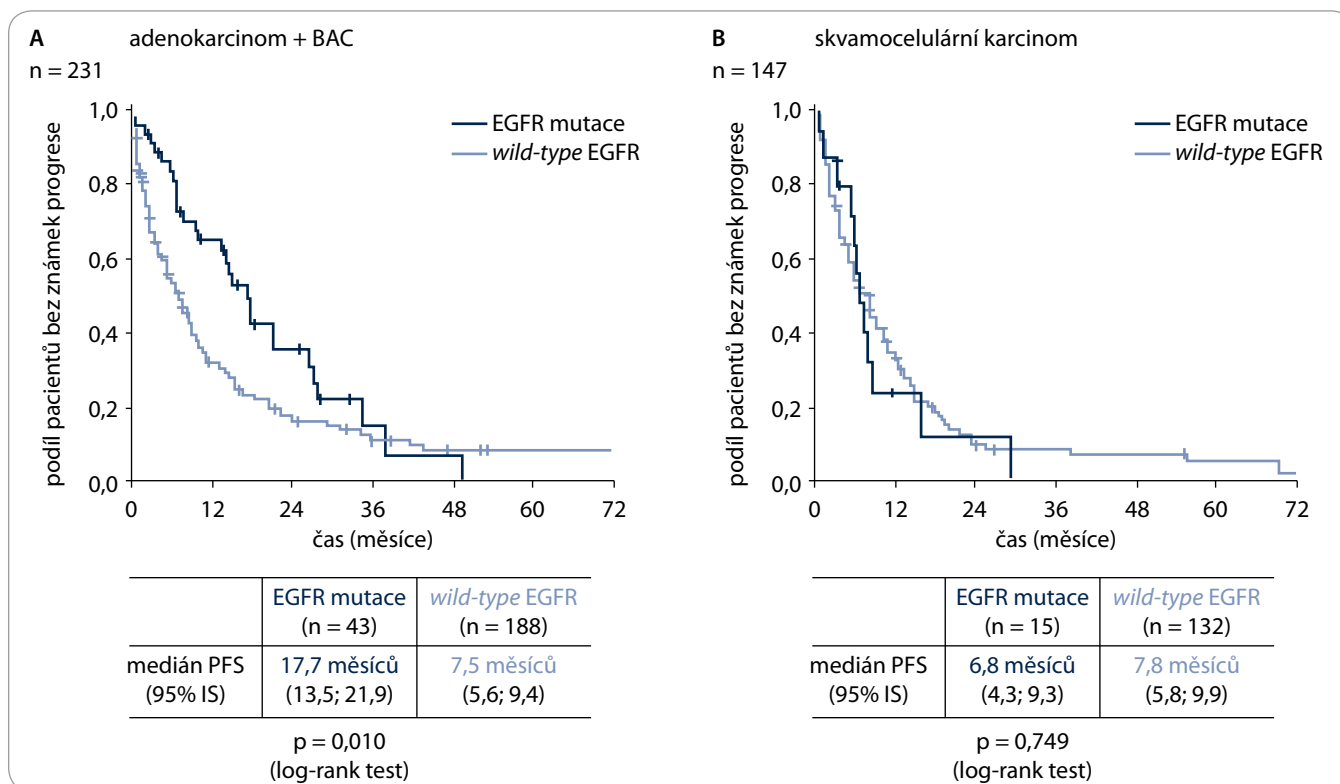 A adenokarcinom + BAC
n = 231
1,0
0,8
0,6
0,4
0,2
0,0
podíl pacientů bez známek progrese
EGFR mutace
wild-type EGFR
0 12 24 36 48 60 72
čas (měsíce)
EGFR mutace wild-type EGFR
(n = 43) (n = 188)
medián PFS 17,7 měsíců 7,5 měsíců
(95% IS) (13,5; 21,9) (5,6; 9,4)
p = 0,010
(log-rank test)
B skvamocelulární karcinom
n = 147
1,0
0,8
0,6
0,4
0,2
0,0
podíl pacientů bez známek progrese
EGFR mutace
wild-type EGFR
0 12 24 36 48 60 72
čas (měsíce)
EGFR mutace wild-type EGFR
(n = 15) (n = 132)
medián PFS 6,8 měsíců 7,8 měsíců
(95% IS) (4,3; 9,3) (5,8; 9,9)
p = 0,749
(log-rank test)